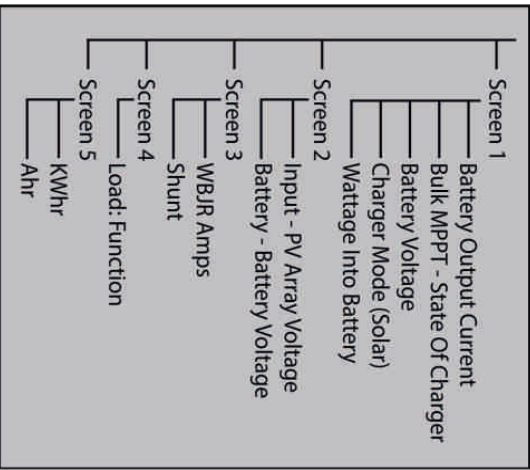 Screen 1
Battery Output Current
Bulk MPPT - State Of Charger
Battery Voltage
Charger Mode (Solar)
Wattage Into Battery
Screen 2
Input - PV Array Voltage
Battery - Battery Voltage
Screen 3
WBJR Amps
Shunt
Screen 4
Load: Function
Screen 5
KWhr
Ahr